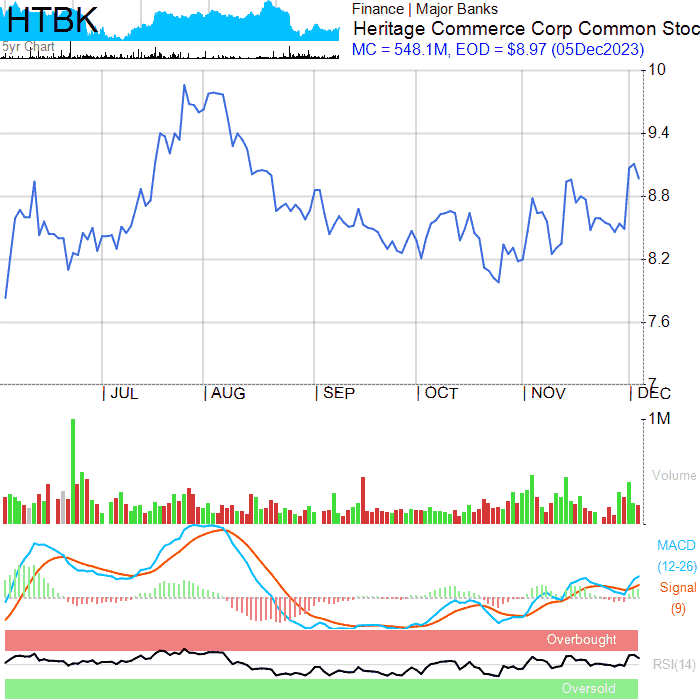 HTBK
5yr Chart
Finance | Major Banks
Heritage Commerce Corp Common Stoc
MC = 548.1M, EOD = $8.97 (05Dec2023)
10
9.4
8.8
8.2
7.6
7
| JUL | AUG | SEP | OCT | NOV | DEC
1M
Volume
MACD
(12-26)
Signal
(9)
Overbought
RSI(14)
Oversold